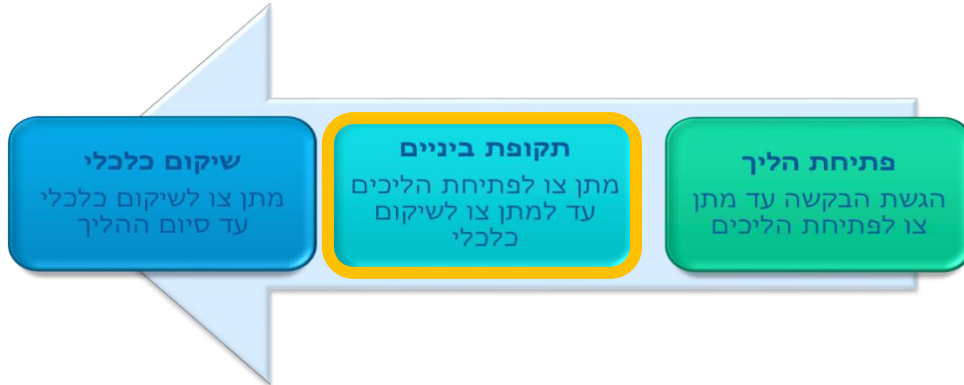 פתיחת הליך
הגשת הבקשה עד מתן
צו לפתיחת הליכים
תקופת ביניים
מתן צו לפתיחת הליכים
עד למתן צו לשיקום
כלכלי
שיקום כלכלי
מתן צו לשיקום כלכלי
עד סיום ההליך